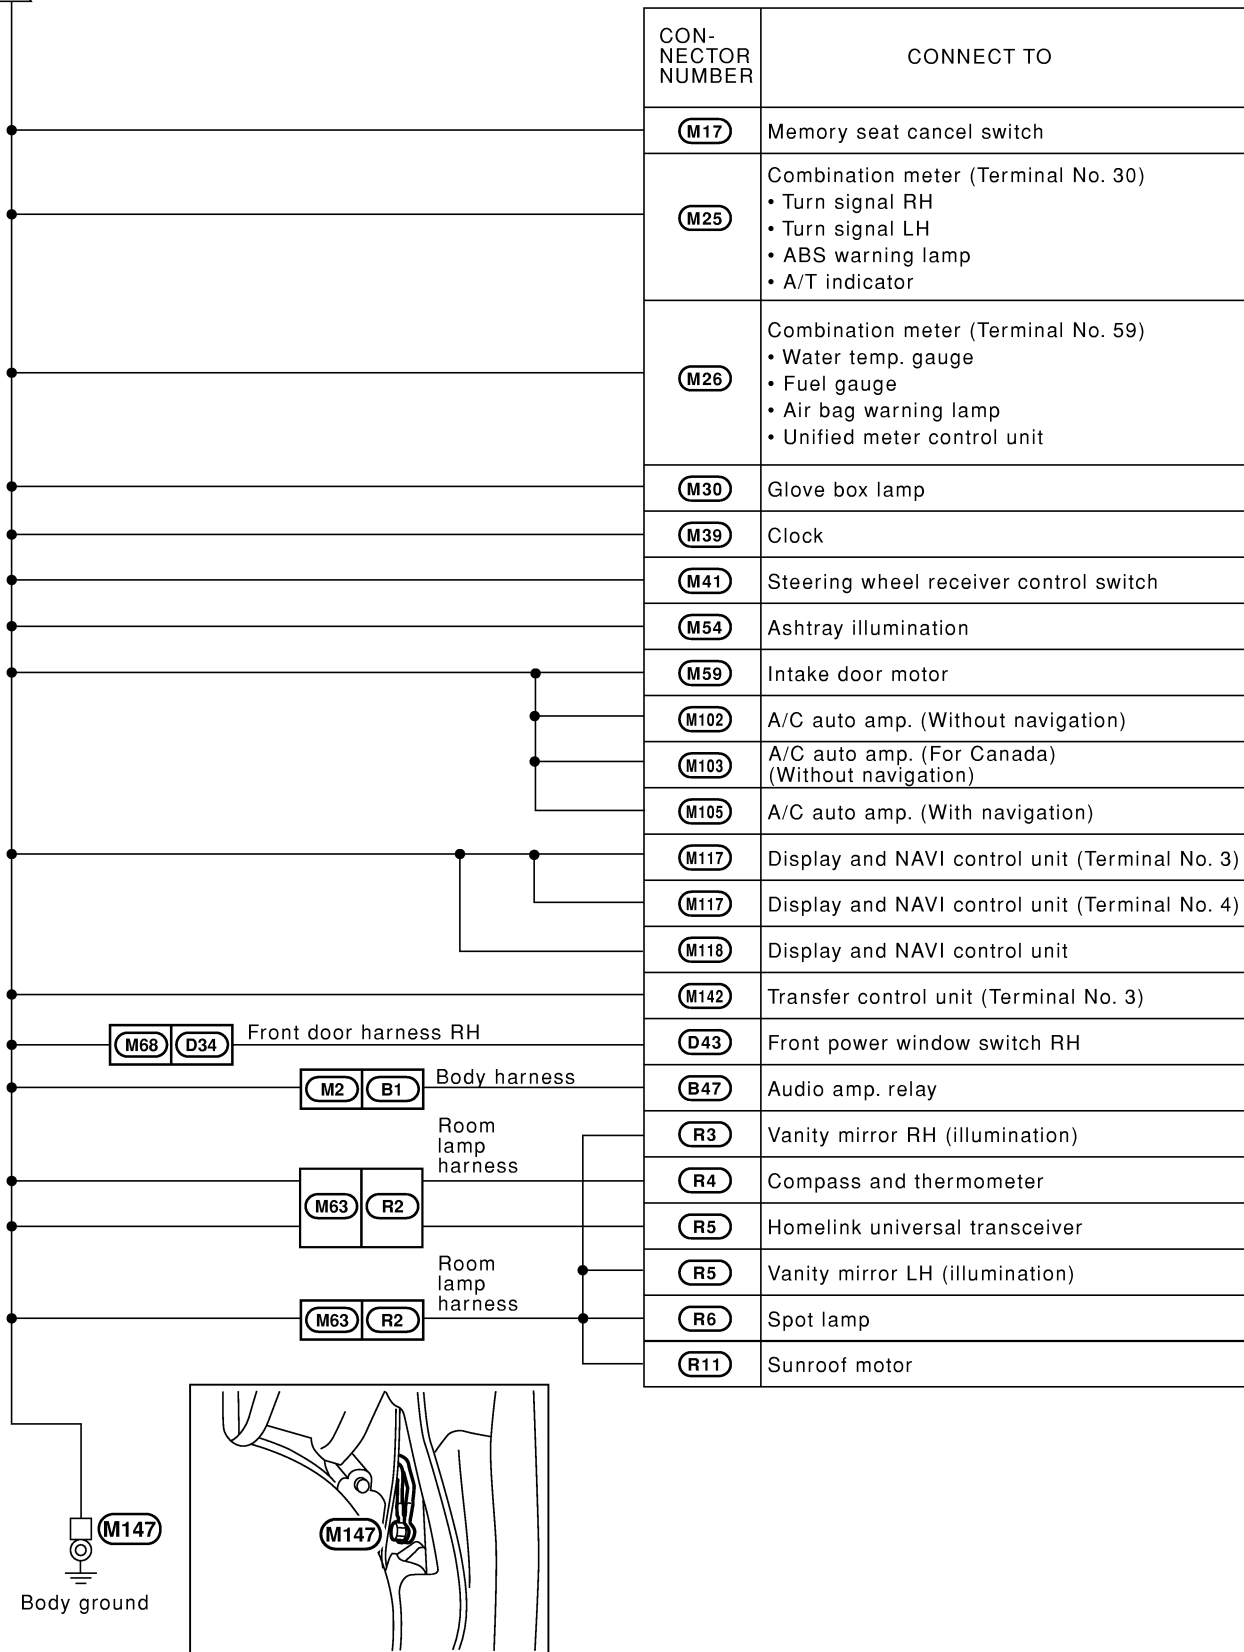 CON-
NECTOR
NUMBER
CONNECT TO
M17 Memory seat cancel switch
M25
Combination meter (Terminal No. 30)
• Turn signal RH
• Turn signal LH
• ABS warning lamp
• A/T indicator
M26
Combination meter (Terminal No. 59)
• Water temp. gauge
• Fuel gauge
• Air bag warning lamp
• Unified meter control unit
M30 Glove box lamp
M39 Clock
M41 Steering wheel receiver control switch
M54 Ashtray illumination
M59 Intake door motor
M102 A/C auto amp. (Without navigation)
M103 A/C auto amp. (For Canada)
(Without navigation)
M105 A/C auto amp. (With navigation)
M117 Display and NAVI control unit (Terminal No. 3)
M117 Display and NAVI control unit (Terminal No. 4)
M118 Display and NAVI control unit
M142 Transfer control unit (Terminal No. 3)
M68 D34 Front door harness RH D43 Front power window switch RH
M2 B1 Body harness B47 Audio amp. relay
Room
lamp
harness
R3 Vanity mirror RH (illumination)
R4 Compass and thermometer
M63 R2
R5 Homelink universal transceiver
Room
lamp
harness
R5 Vanity mirror LH (illumination)
M63 R2 R6 Spot lamp
R11 Sunroof motor
M147
M147
Body ground